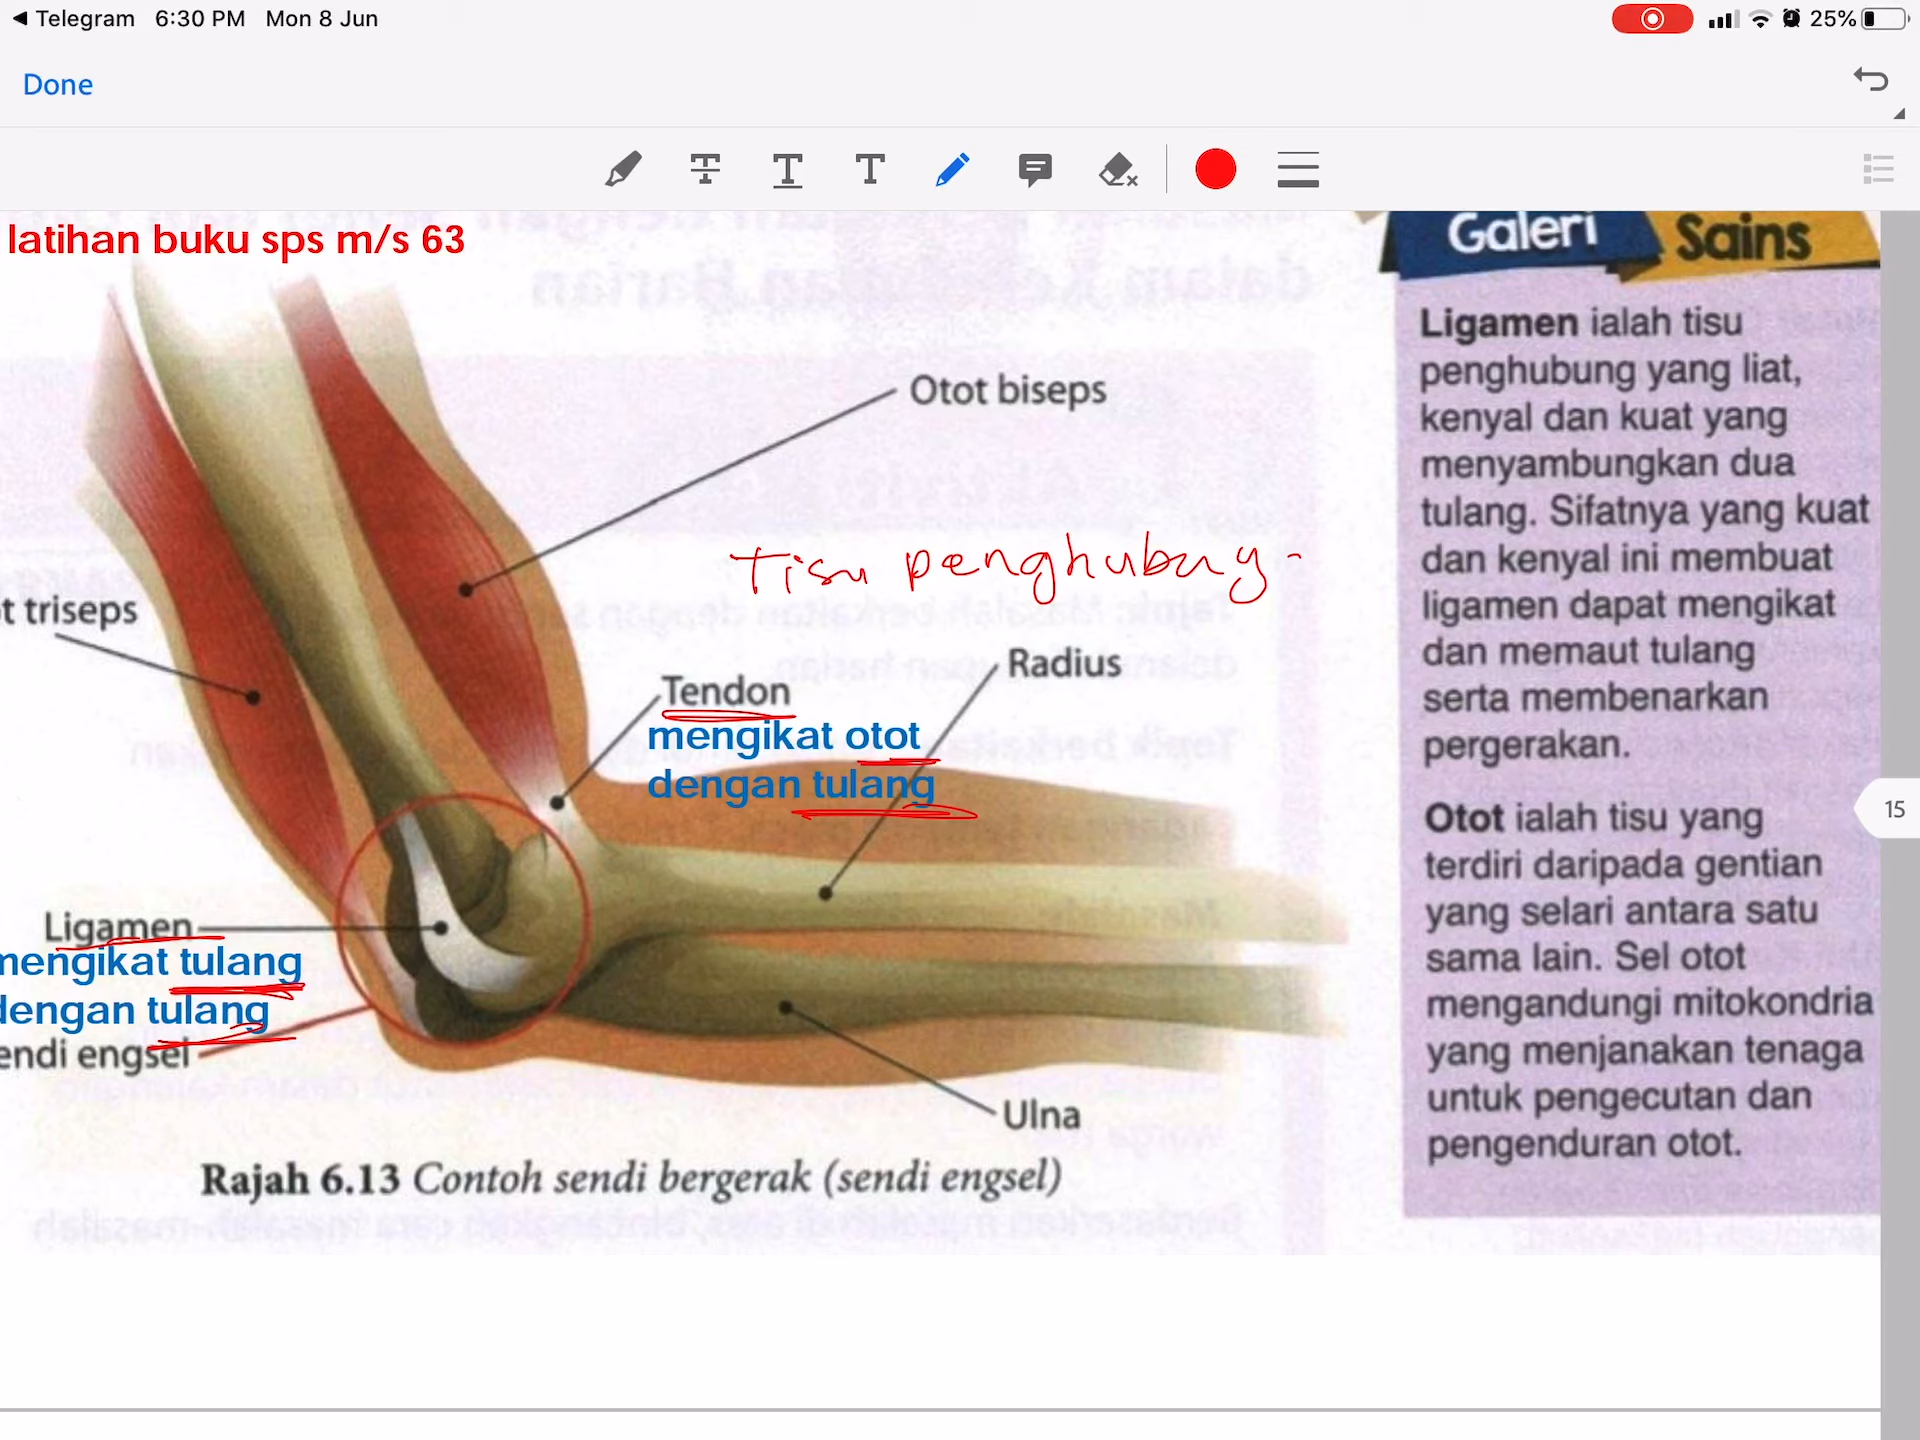 Telegram 6:30 PM Mon 8 Jun
25%
Done
latihan buku sps m/s 63
Galeri Sains
Otot biseps
tisu penghubung
t triseps
Radius
Tendon
mengikat otot
dengan tulang
Ligamen
mengikat tulang
dengan tulang
endi engsel
Ulna
Rajah 6.13 Contoh sendi bergerak (sendi engsel)
Ligamen ialah tisu
penghubung yang liat,
kenyal dan kuat yang
menyambungkan dua
tulang. Sifatnya yang kuat
dan kenyal ini membuat
ligamen dapat mengikat
dan memaut tulang
serta membenarkan
pergerakan.
Otot ialah tisu yang
terdiri daripada gentian
yang selari antara satu
sama lain. Sel otot
mengandungi mitokondria
yang menjanakan tenaga
untuk pengecutan dan
pengenduran otot.
15